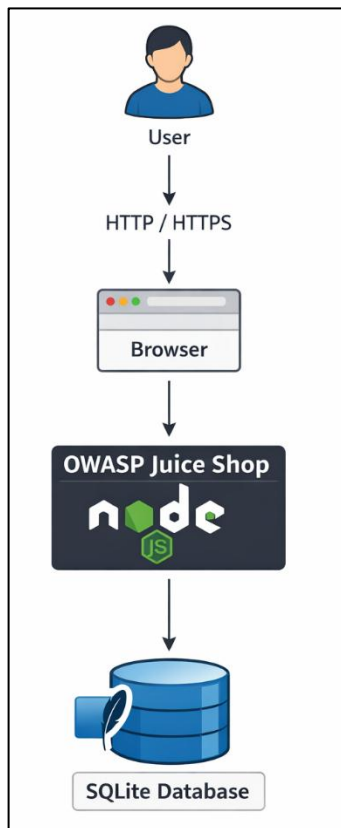 User
HTTP / HTTPS
Browser
OWASP Juice Shop
node
JS
SQLite Database